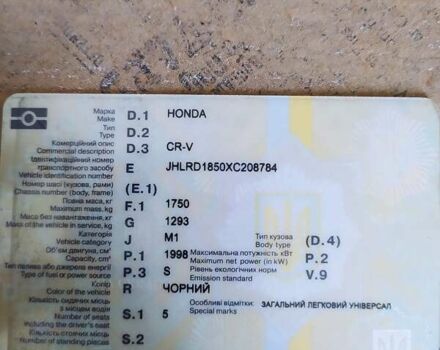 Марка
Make D.1 HONDA
Тип
Type D.2
Комерційний опис
Commercial description D.3 CR-V
Ідентифікаційний номер
транспортного засобу E JHLRD1850XC208784
Vehicle identification number
Номер шасі (кузова, рами)
Chassis number (body, frame) (E.1)
Повна маса, кг
Maximum mass, kg F.1 1750
Маса без навантаження, кг
Mass of the vehicle in service, kg G 1293
Категорія Тип кузова
Vehicle category J M1 Body type (D.4)
Об'єм двигуна, см³ Максимальна потужність кВт
Capacity, cm³ P.1 1998 Maximum net power (in kW) P.2
Тип палива або джерело енергії Рівень екологічних норм
Type of fuel or power source P.3 S Emission standard V.9
Колір
Color of the vehicle R ЧОРНИЙ
Кількість сидячих місць
з місцем водія Особливі відмітки: ЗАГАЛЬНИЙ ЛЕГКОВИЙ УНІВЕРСАЛ
Number of seats S.1 5 Special marks
including the driver's seat
Кількість стоячих місць
Number of standing places S.2